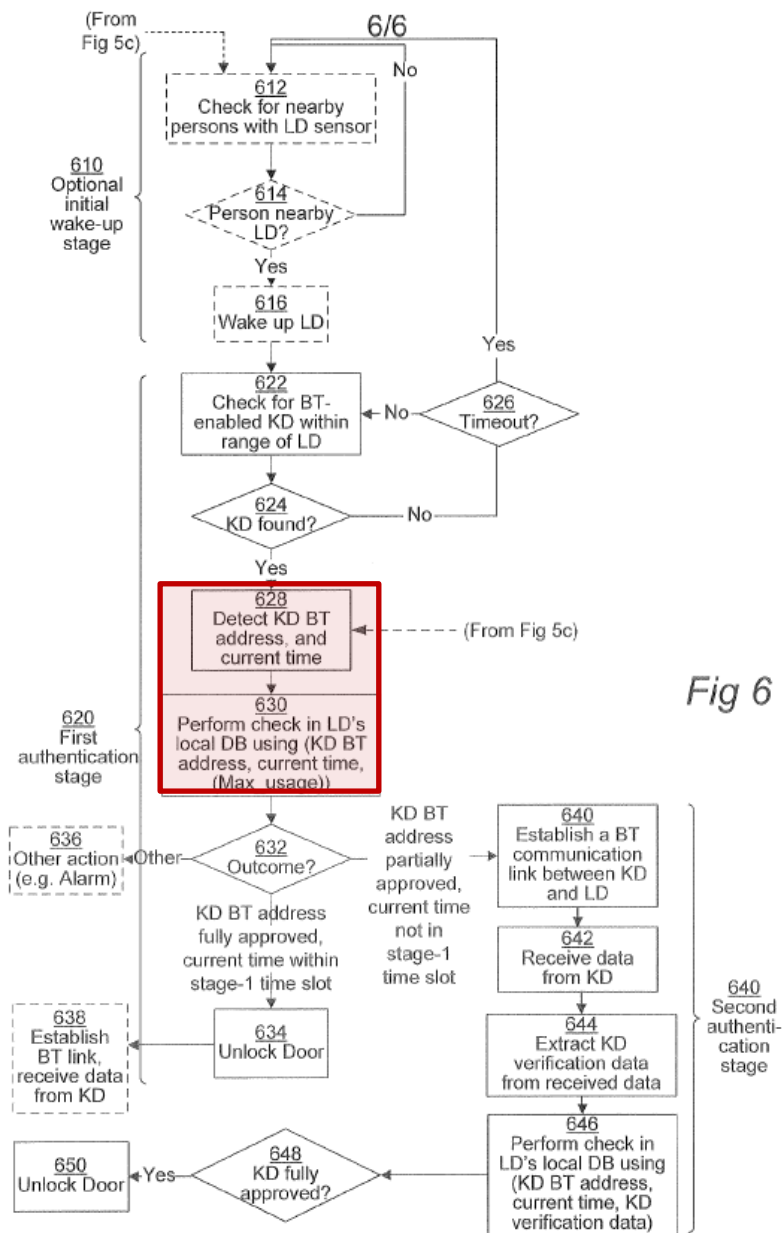 (From
Fig 5c)
6/6
No
612
Check for nearby
persons with LD sensor
610
Optional
initial
wake-up
stage
614
Person nearby
LD?
Yes
616
Wake up LD
Yes
622
Check for BT-
enabled KD within
range of LD
No
626
Timeout?
624
KD found?
No
Yes
628
Detect KD BT
address, and
current time
(From Fig 5c)
Fig 6
630
Perform check in LD's
local DB using (KD BT
address, current time,
(Max_usage))
620
First
authentication
stage
632
Outcome?
Other
636
Other action
(e.g. Alarm)
KD BT
address
partially
approved,
current time
not in
stage-1
time slot
KD BT address
fully approved,
current time within
stage-1 time slot
634
Unlock Door
638
Establish
BT link,
receive data
from KD
640
Establish a BT
communication
link between KD
and LD
642
Receive data
from KD
644
Extract KD
verification data
from received data
640
Second
authenti-
cation
stage
646
Perform check in
LD's local DB using
(KD BT address,
current time, KD
verification data)
648
KD fully
approved?
Yes
650
Unlock Door